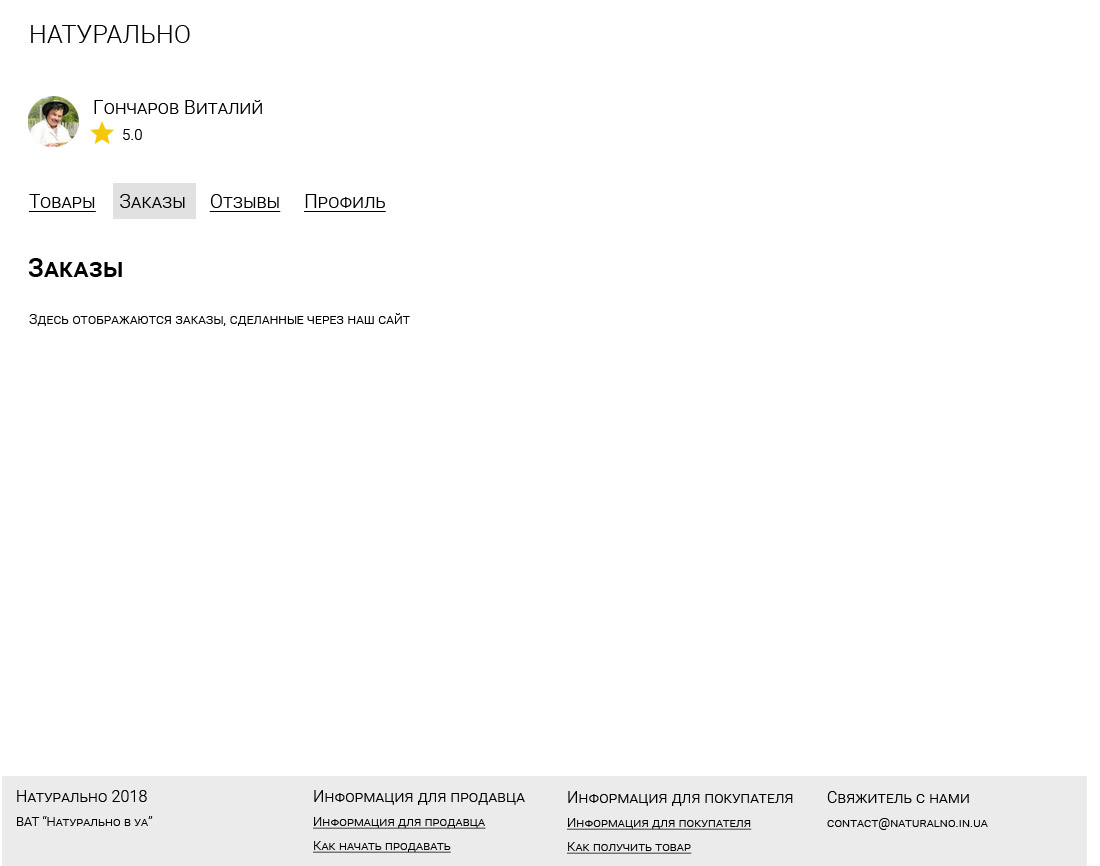 НАТУРАЛЬНО
Гончаров Виталий
5.0
Товары Заказы Отзывы Профиль
Заказы
Здесь отображаются заказы, сделанные через наш сайт
Натурально 2018
ВАТ “Натурально в уа”
Информация для продавца
Информация для продавца
Как начать продавать
Информация для покупателя
Информация для покупателя
Как получить товар
Свяжитель с нами
contact@naturalno.in.ua